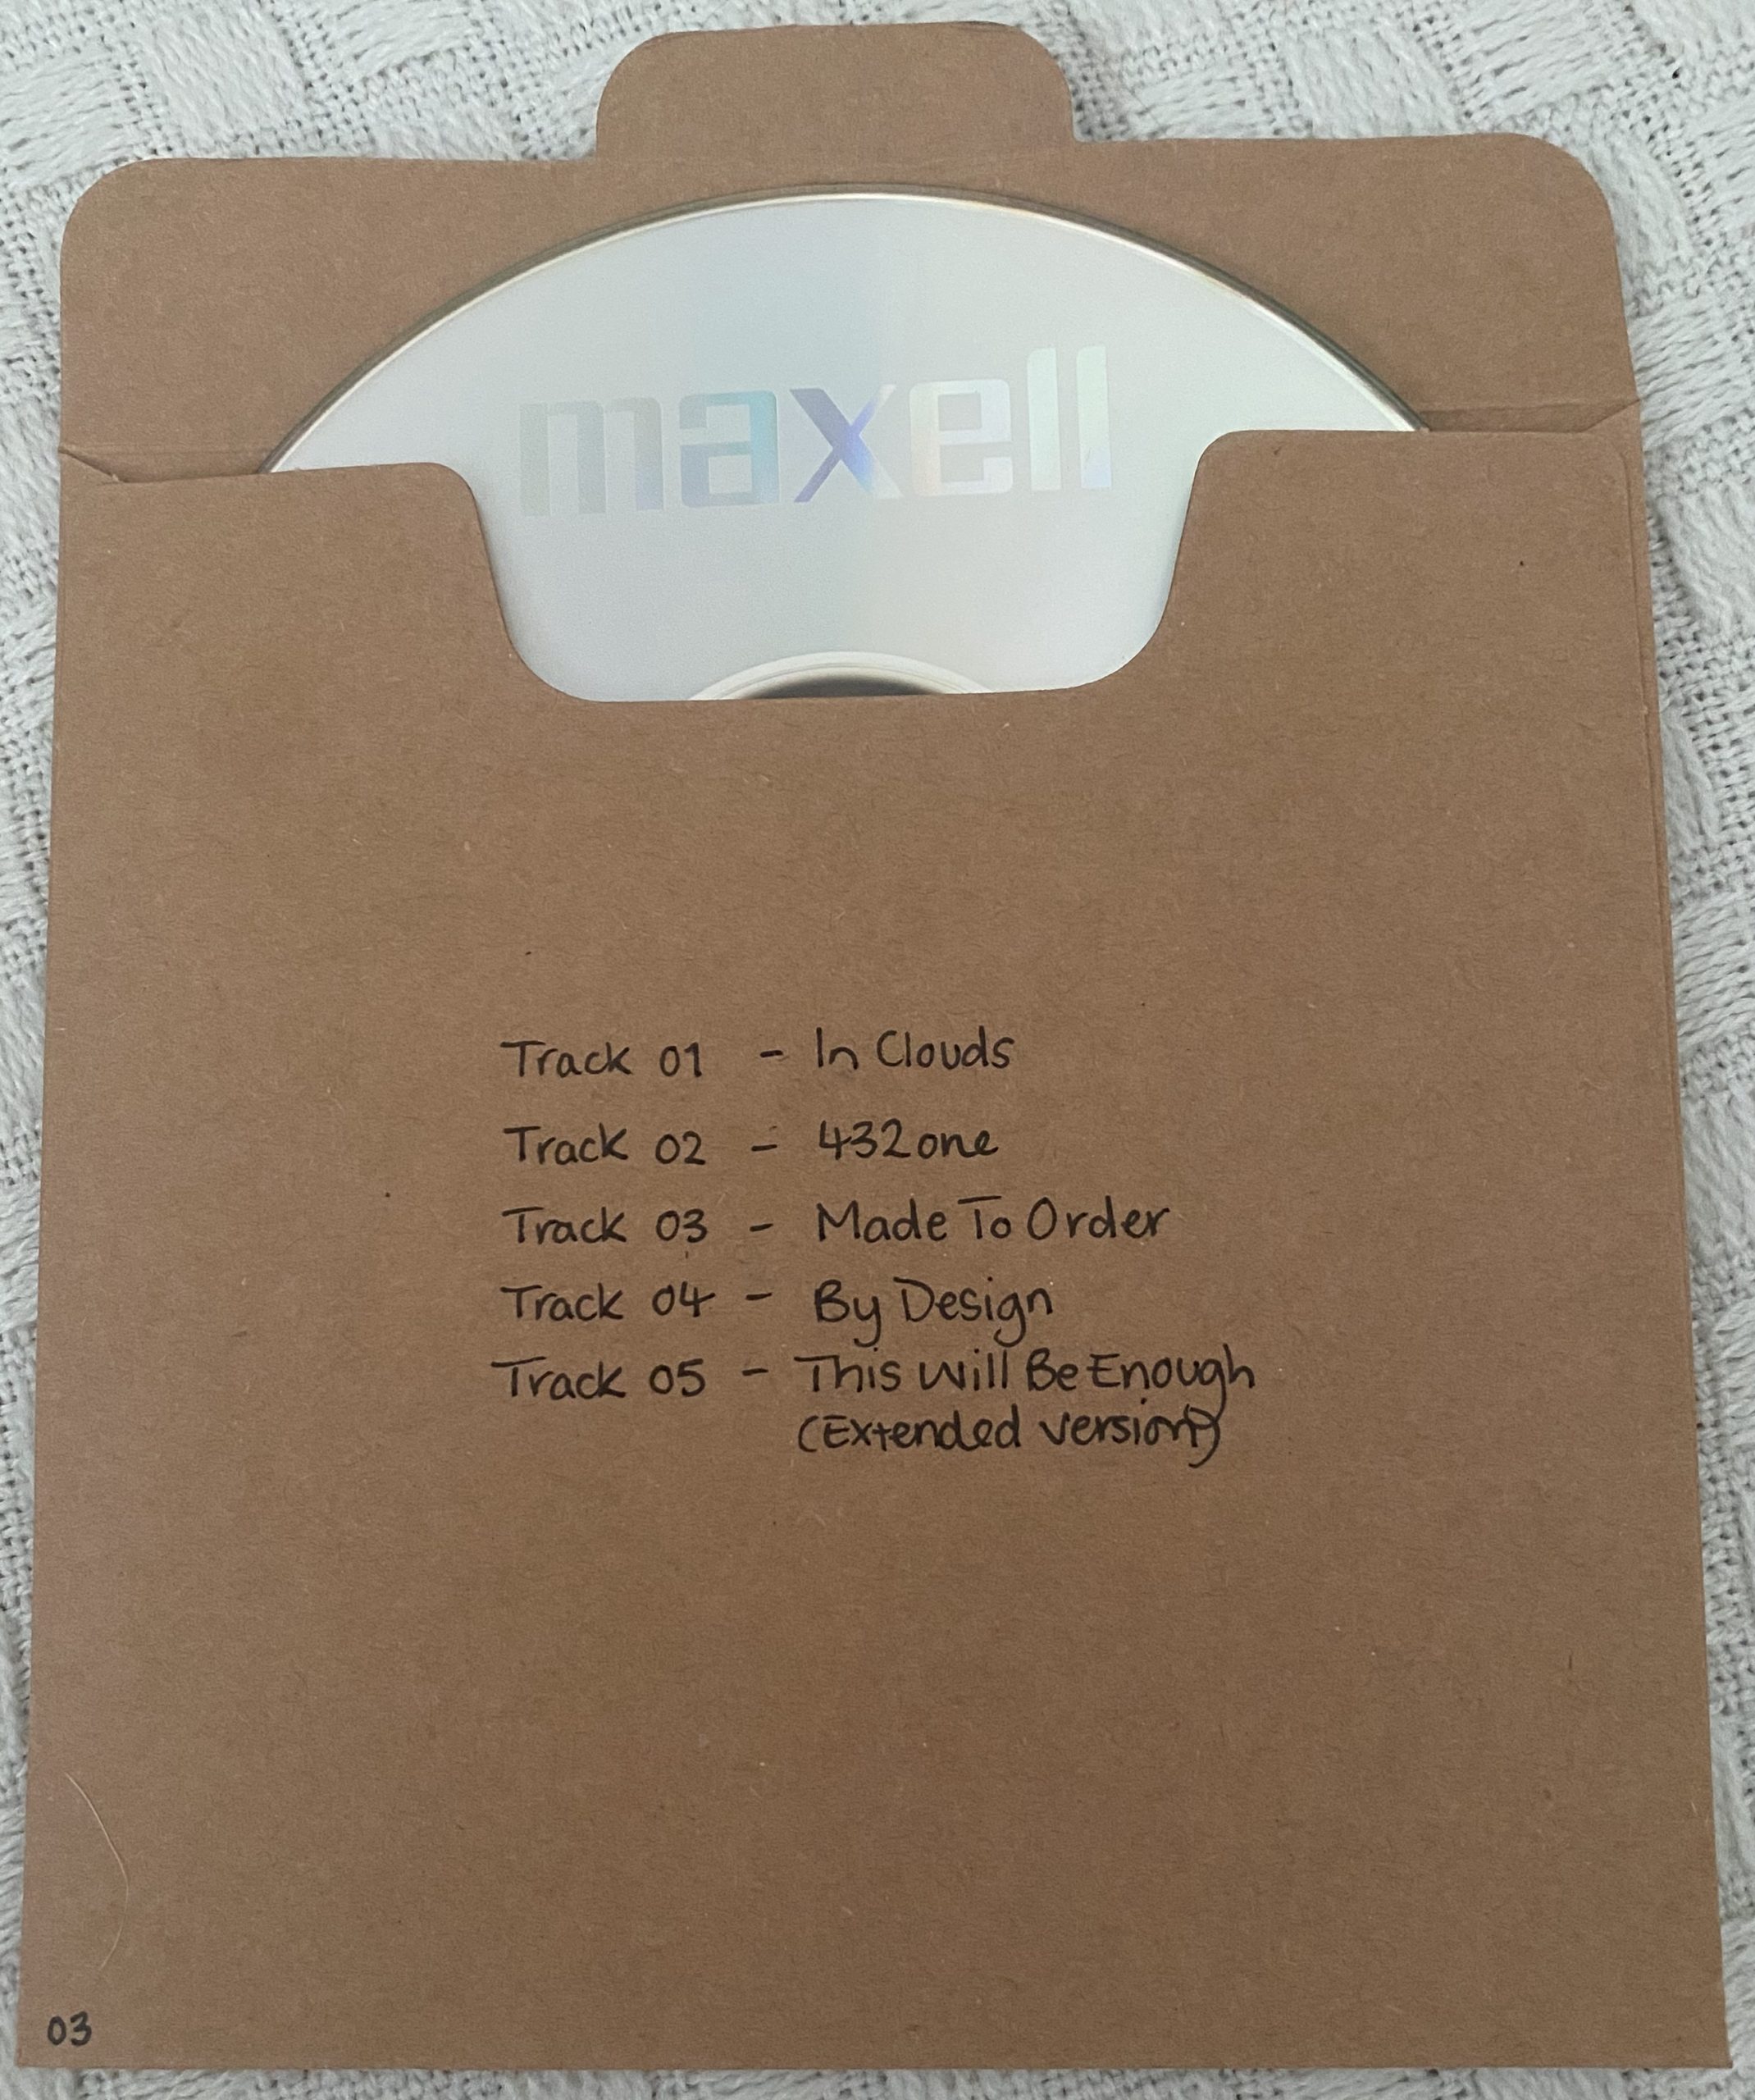 maxell
Track 01 - In Clouds
Track 02 - 432one
Track 03 - Made To Order
Track 04 - By Design
Track 05 - This Will Be Enough
(Extended version)
03